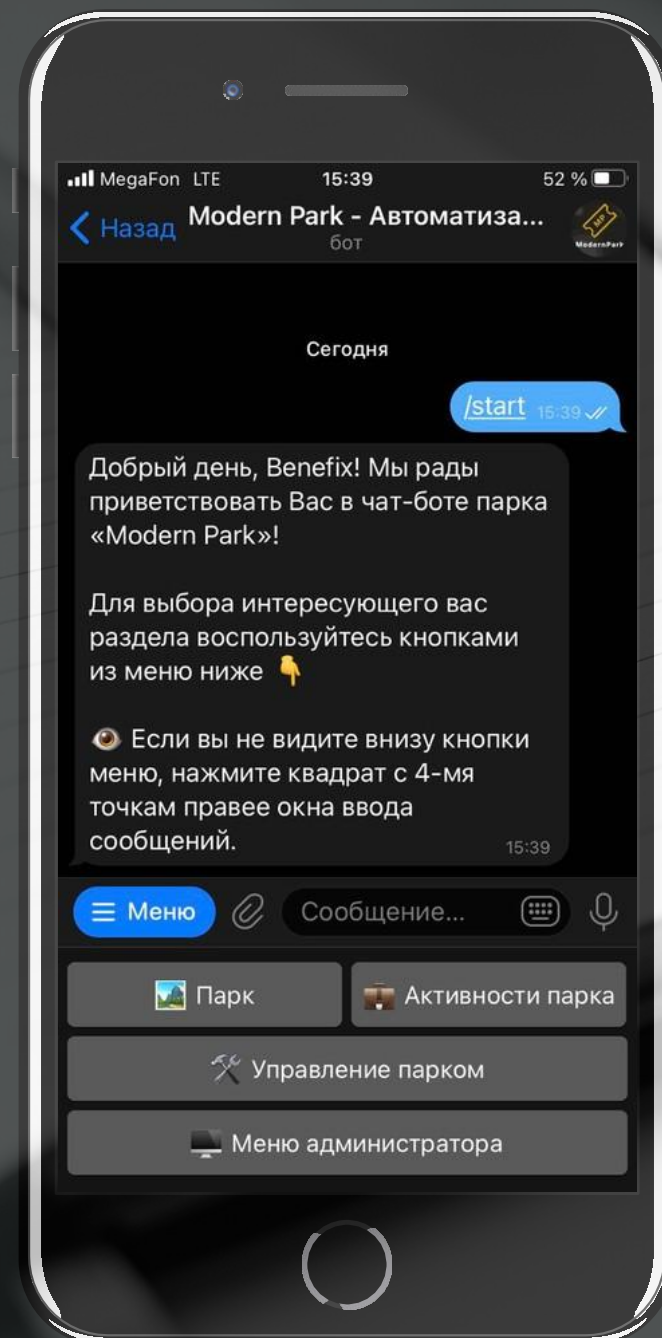 MegaFon LTE 15:39 52 %
Назад Modern Park - Автоматиза...
бот
MP
ModernPark
Сегодня
/start 15:39
Добрый день, Benefix! Мы рады
приветствовать Вас в чат-боте парка
«Modern Park»!
Для выбора интересующего вас
раздела воспользуйтесь кнопками
из меню ниже 👇
👁 Если вы не видите внизу кнопки
меню, нажмите квадрат с 4-мя
точкам правее окна ввода
сообщений.
15:39
Меню Сообщение...
Парк Активности парка
Управление парком
Меню администратора